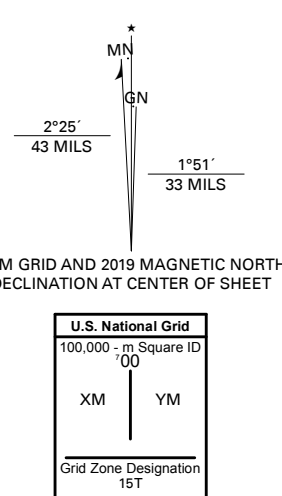 ★
MN
GN
2°25´
43 MILS
1°51´
33 MILS
M GRID AND 2019 MAGNETIC NORTH
DECLINATION AT CENTER OF SHEET
U.S. National Grid
100,000 - m Square ID
⁷00
XM YM
Grid Zone Designation
15T